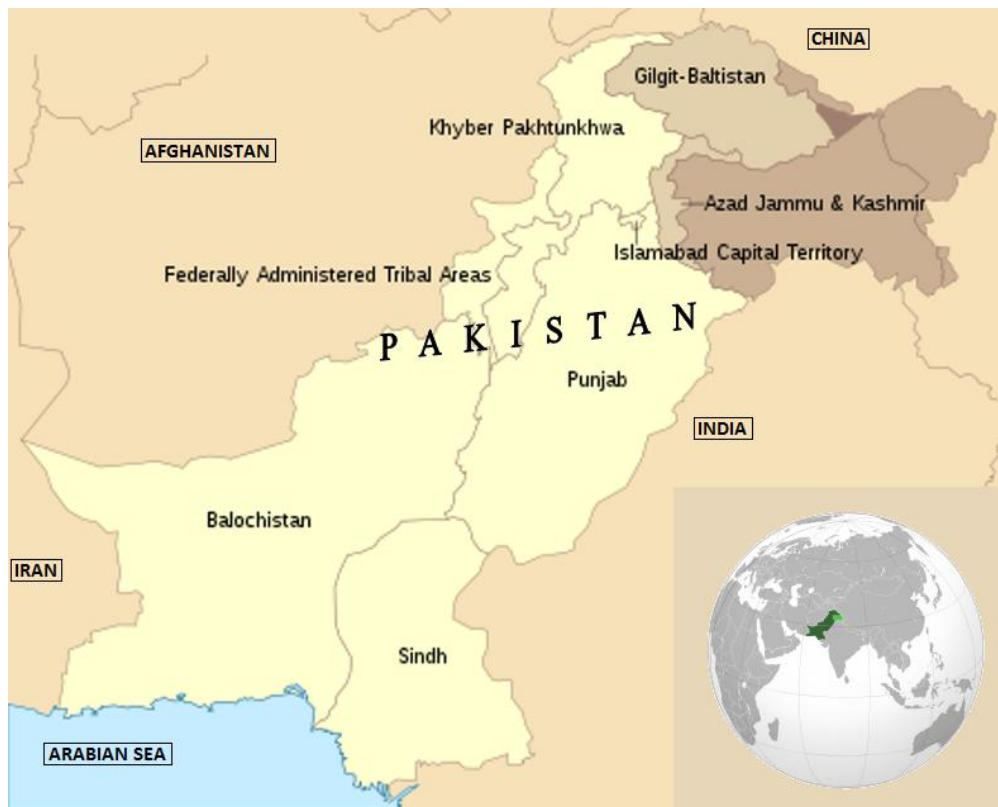 CHINA
Gilgit-Baltistan
Khyber Pakhtunkhwa
AFGHANISTAN
Azad Jammu & Kashmir
Islamabad Capital Territory
Federally Administered Tribal Areas
PAKISTAN
Punjab
INDIA
Balochistan
IRAN
Sindh
ARABIAN SEA